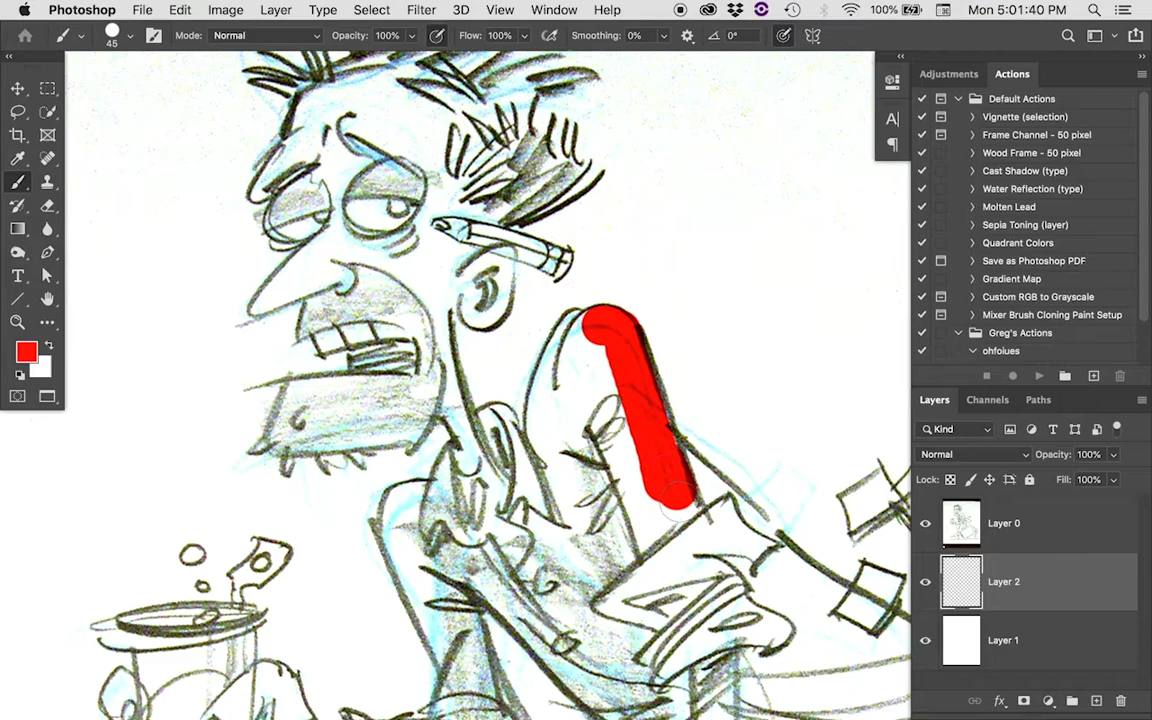 Photoshop File Edit Image Layer Type Select Filter 3D View Window Help 100% Mon 5:01:40 PM
45 Mode: Normal Opacity: 100% Flow: 100% Smoothing: 0% 0°
Adjustments Actions
Default Actions
Vignette (selection)
Frame Channel - 50 pixel
Wood Frame - 50 pixel
Cast Shadow (type)
Water Reflection (type)
Molten Lead
Sepia Toning (layer)
Quadrant Colors
Save as Photoshop PDF
Gradient Map
Custom RGB to Grayscale
Mixer Brush Cloning Paint Setup
Greg's Actions
ohfoiues
Layers Channels Paths
Kind
Normal Opacity: 100%
Lock: Fill: 100%
Layer 0
Layer 2
Layer 1